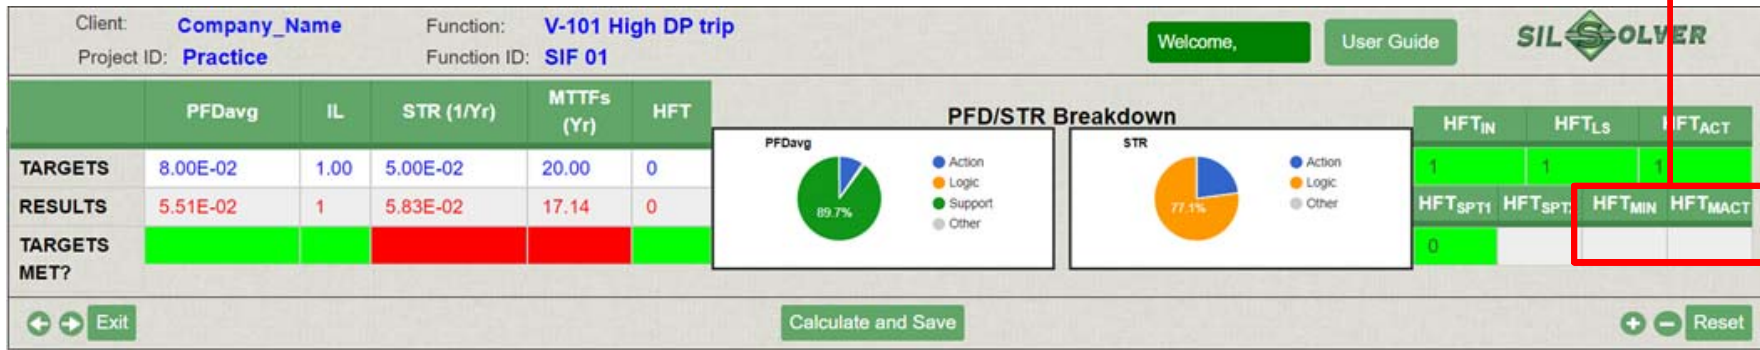 Client: Company_Name Function: V-101 High DP trip
Project ID: Practice Function ID: SIF 01
Welcome, User Guide SILSOLVER
PFDavg IL STR (1/Yr) MTTFs (Yr) HFT
TARGETS 8.00E-02 1.00 5.00E-02 20.00 0
RESULTS 5.51E-02 1 5.83E-02 17.14 0
TARGETS MET?
PFD/STR Breakdown
PFDavg
89.7%
Action
Logic
Support
Other
STR
77.1%
Action
Logic
Other
HFTIN HFTLS HFTACT
1 1 1
HFTSPT1 HFTSPT HFTMIN HFTMACT
0
Exit Calculate and Save Reset